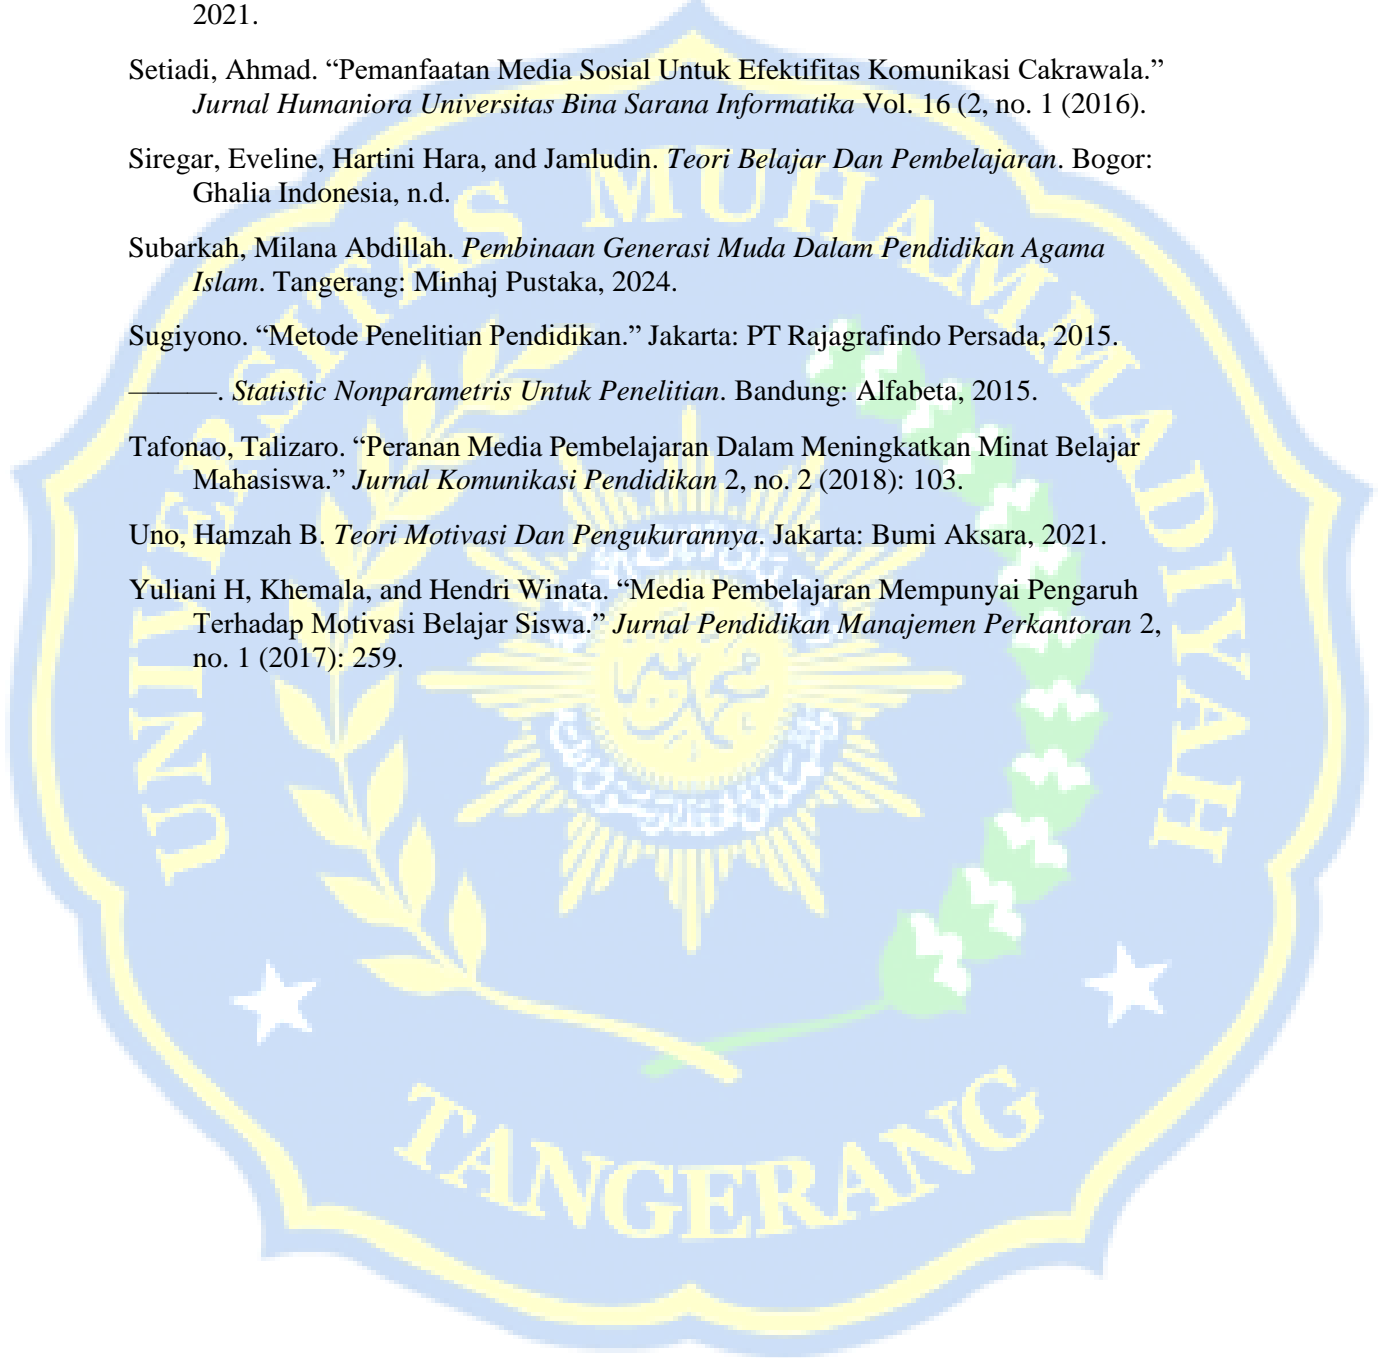 2021.
Setiadi, Ahmad. “Pemanfaatan Media Sosial Untuk Efektifitas Komunikasi Cakrawala.”
Jurnal Humaniora Universitas Bina Sarana Informatika Vol. 16 (2, no. 1 (2016).
Siregar, Eveline, Hartini Hara, and Jamludin. Teori Belajar Dan Pembelajaran. Bogor:
Ghalia Indonesia, n.d.
Subarkah, Milana Abdillah. Pembinaan Generasi Muda Dalam Pendidikan Agama
Islam. Tangerang: Minhaj Pustaka, 2024.
Sugiyono. “Metode Penelitian Pendidikan.” Jakarta: PT Rajagrafindo Persada, 2015.
———. Statistic Nonparametris Untuk Penelitian. Bandung: Alfabeta, 2015.
Tafonao, Talizaro. “Peranan Media Pembelajaran Dalam Meningkatkan Minat Belajar
Mahasiswa.” Jurnal Komunikasi Pendidikan 2, no. 2 (2018): 103.
Uno, Hamzah B. Teori Motivasi Dan Pengukurannya. Jakarta: Bumi Aksara, 2021.
Yuliani H, Khemala, and Hendri Winata. “Media Pembelajaran Mempunyai Pengaruh
Terhadap Motivasi Belajar Siswa.” Jurnal Pendidikan Manajemen Perkantoran 2,
no. 1 (2017): 259.
UNIVERSITAS MUHAMMADIYAH
TANGERANG